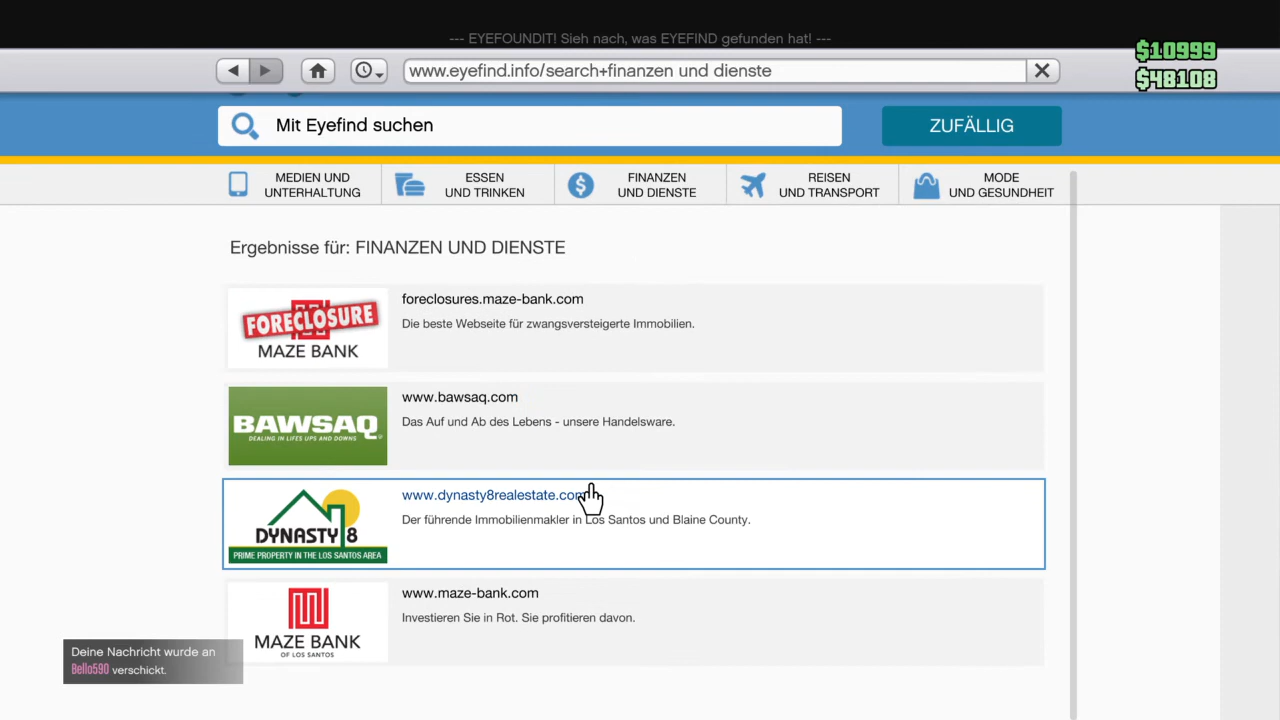 --- EYEFOUNDIT! Sieh nach, was EYEFIND gefunden hat! ---
$10999
www.eyefind.info/search+finanzen und dienste
$48108
Mit Eyefind suchen
ZUFÄLLIG
MEDIEN UND
UNTERHALTUNG
ESSEN
UND TRINKEN
FINANZEN
UND DIENSTE
REISEN
UND TRANSPORT
MODE
UND GESUNDHEIT
Ergebnisse für: FINANZEN UND DIENSTE
FORECLOSURE
MAZE BANK
foreclosures.maze-bank.com
Die beste Webseite für zwangsversteigerte Immobilien.
BAWSAQ
DEALING IN LIFES UPS AND DOWNS
www.bawsaq.com
Das Auf und Ab des Lebens - unsere Handelsware.
DYNASTY 8
PRIME PROPERTY IN THE LOS SANTOS AREA
www.dynasty8realestate.com
Der führende Immobilienmakler in Los Santos und Blaine County.
MAZE BANK
OF LOS SANTOS
www.maze-bank.com
Investieren Sie in Rot. Sie profitieren davon.
Deine Nachricht wurde an
Bello590 verschickt.